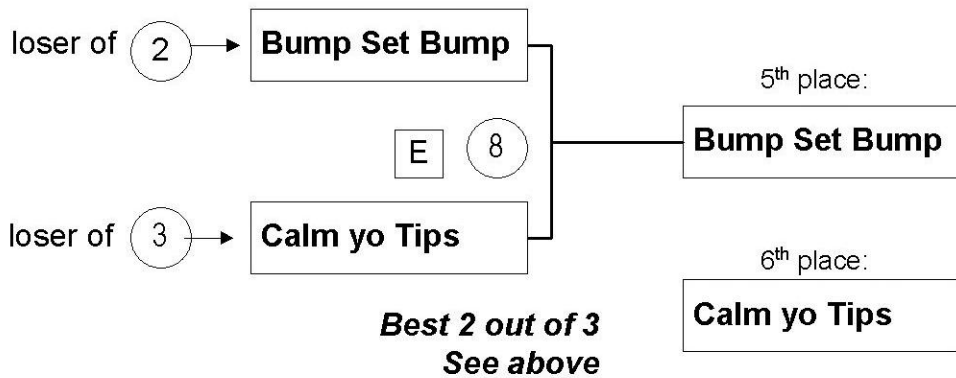 loser of 2 Bump Set Bump
5th place:
Bump Set Bump
E 8
loser of 3 Calm yo Tips
6th place:
Calm yo Tips
Best 2 out of 3
See above